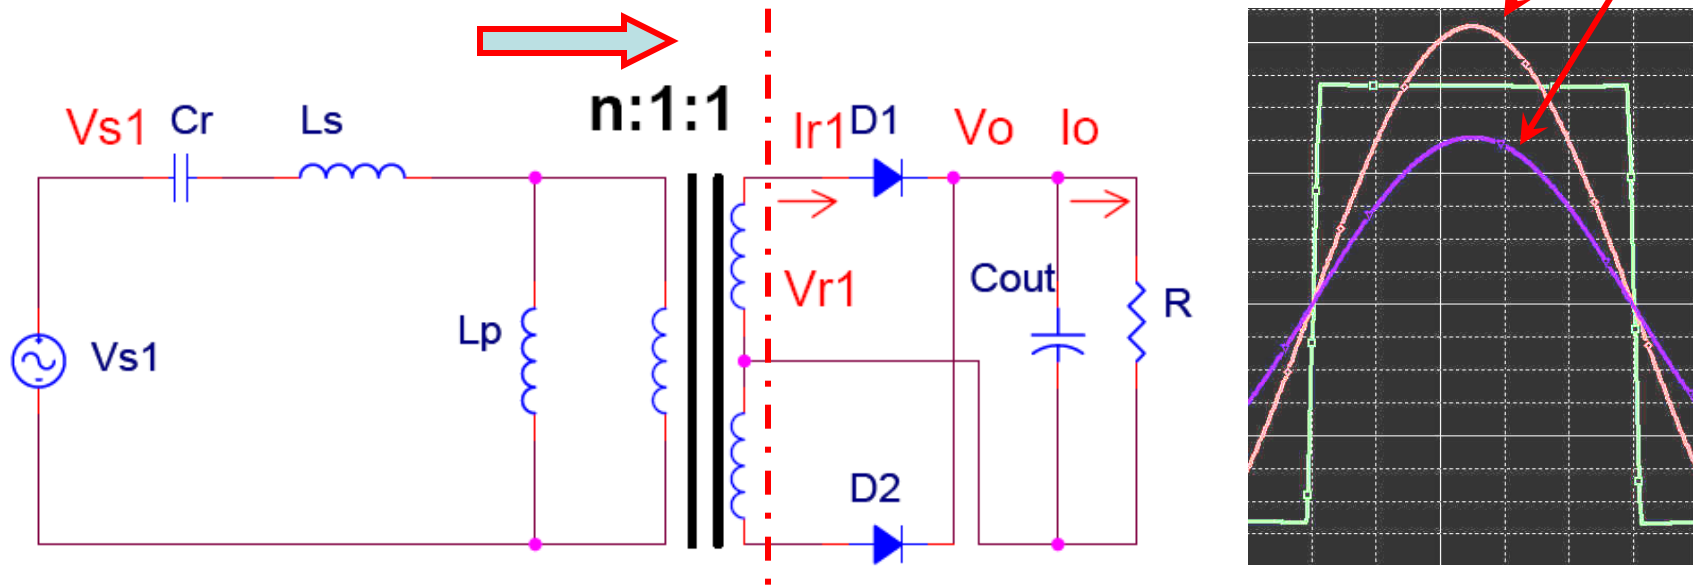 n:1:1
Vs1 Cr Ls Ir1 D1 Vo Io
Vr1 Cout R
Lp
Vs1
D2